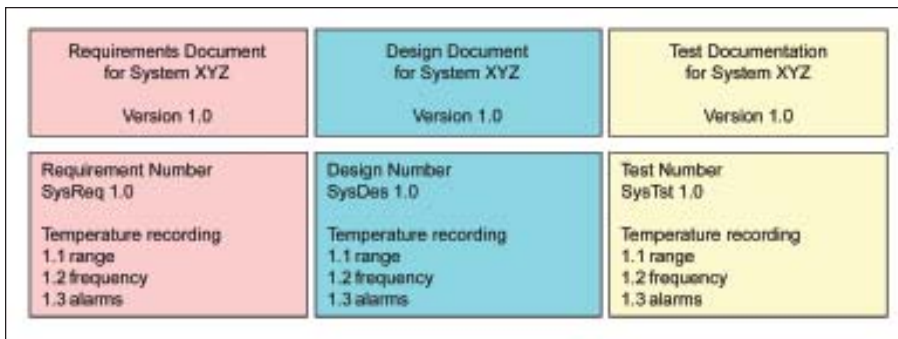 Requirements Document
for System XYZ
Version 1.0
Design Document
for System XYZ
Version 1.0
Test Documentation
for System XYZ
Version 1.0
Requirement Number
SysReq 1.0
Temperature recording
1.1 range
1.2 frequency
1.3 alarms
Design Number
SysDes 1.0
Temperature recording
1.1 range
1.2 frequency
1.3 alarms
Test Number
SysTst 1.0
Temperature recording
1.1 range
1.2 frequency
1.3 alarms